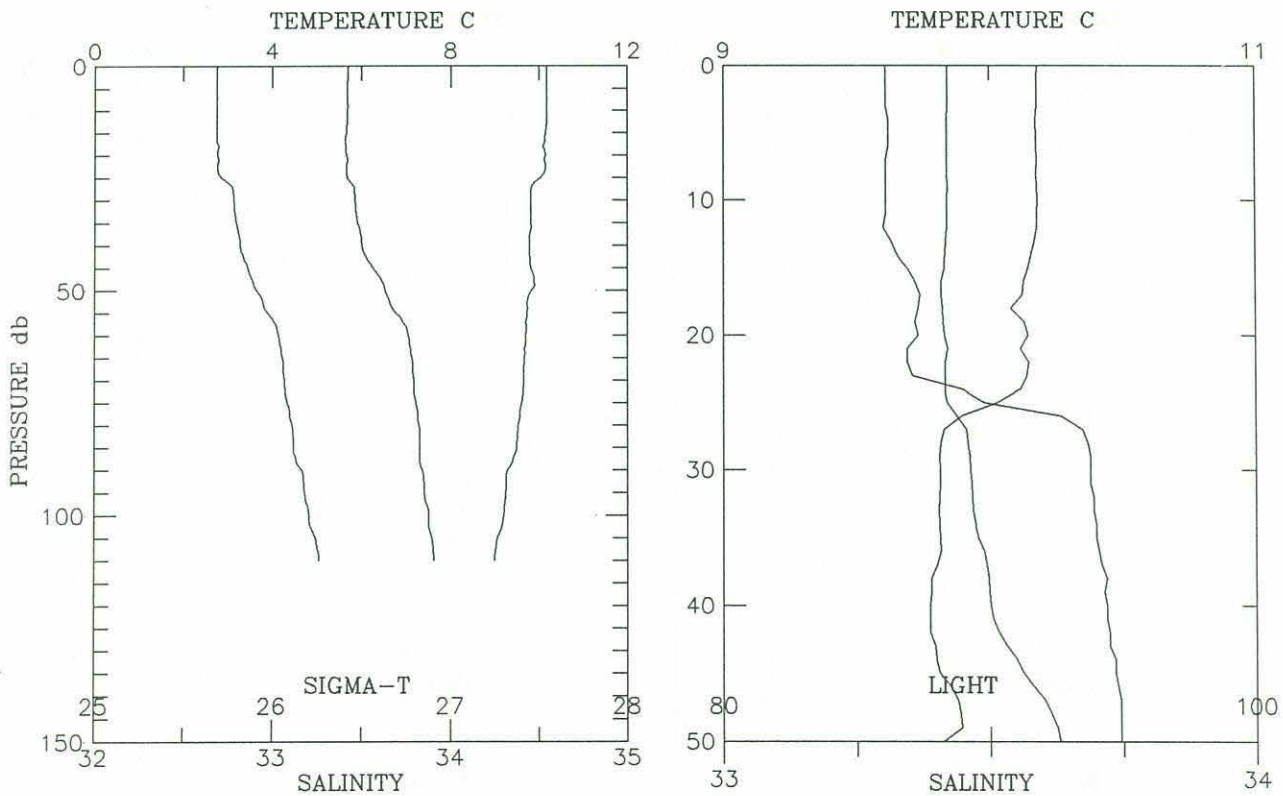 TEMPERATURE C
0 4 8 12
0
50
100
150
PRESSURE db
SIGMA-T
25 26 27 28
32 33 34 35
SALINITY
TEMPERATURE C
9 11
0
10
20
30
40
50
LIGHT
80 100
33 34
SALINITY